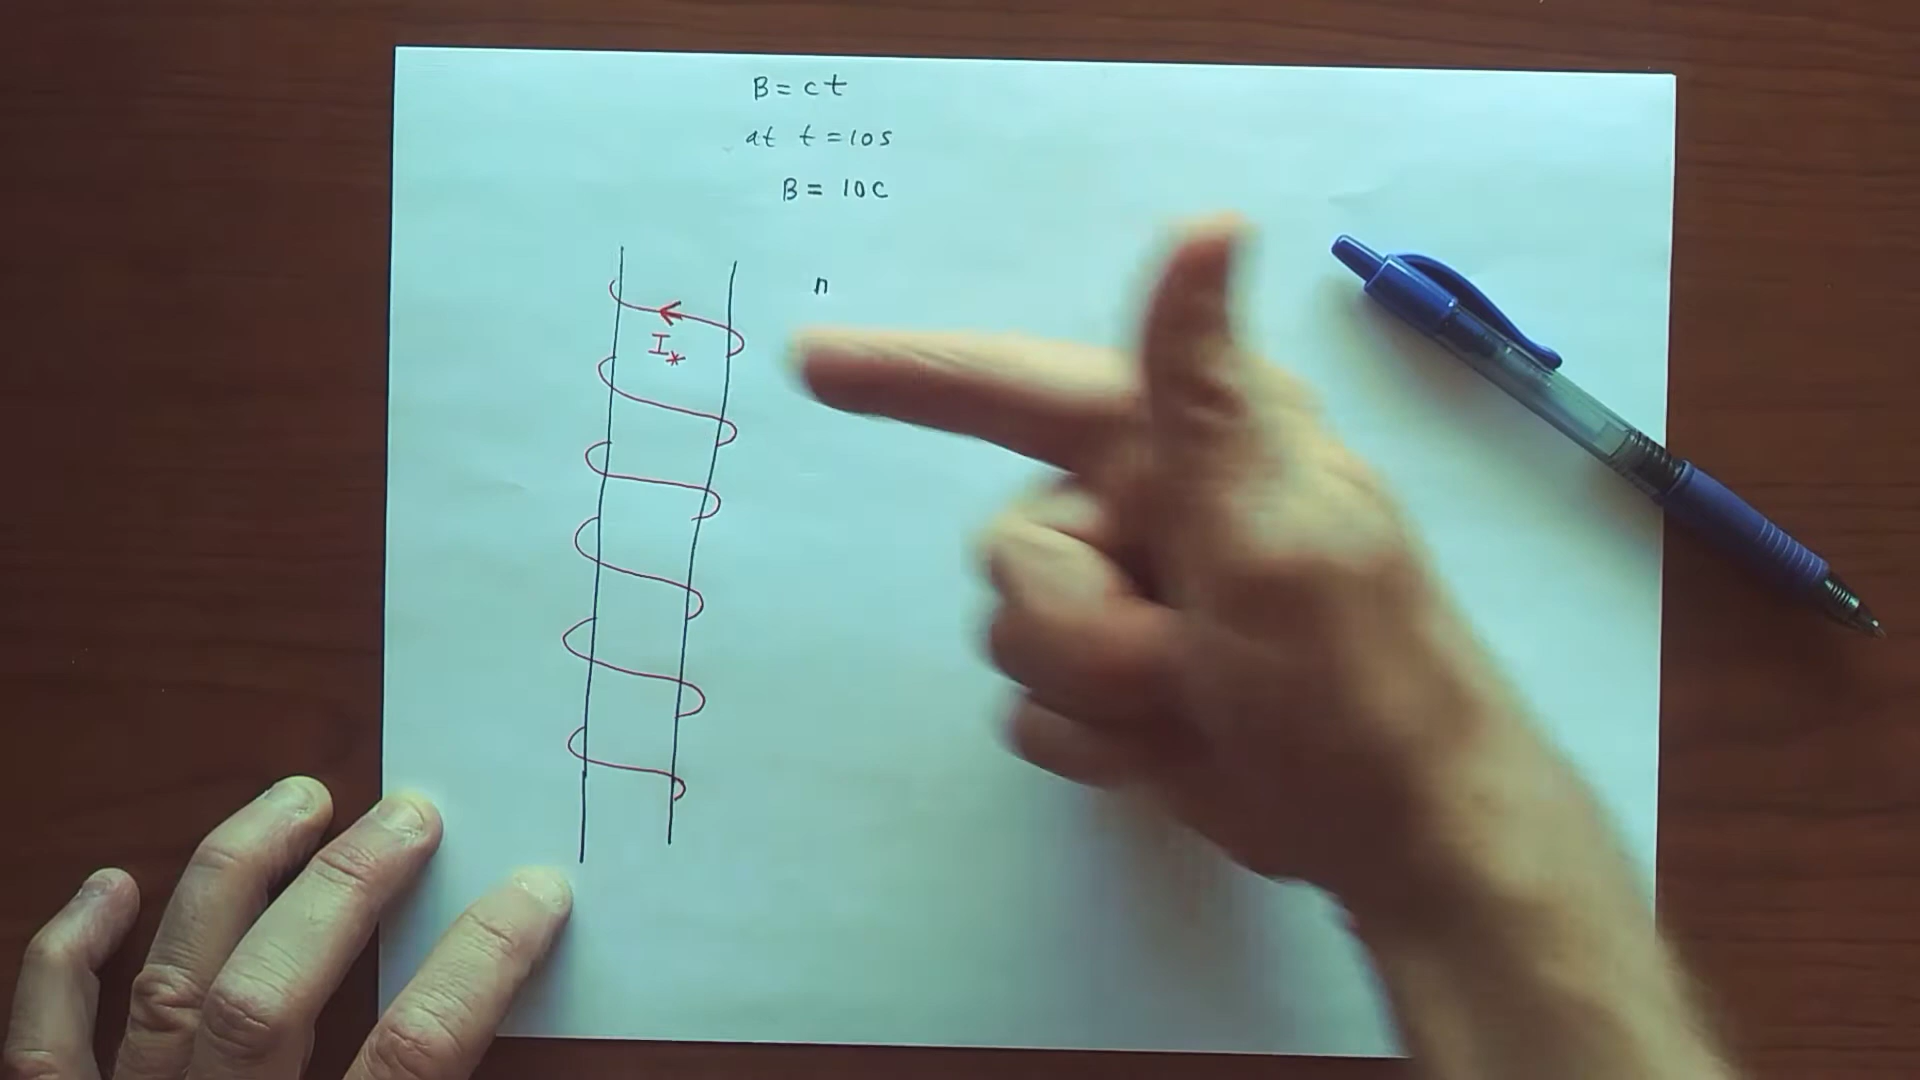 B = ct
at t = 10s
B = 10c
n
I*